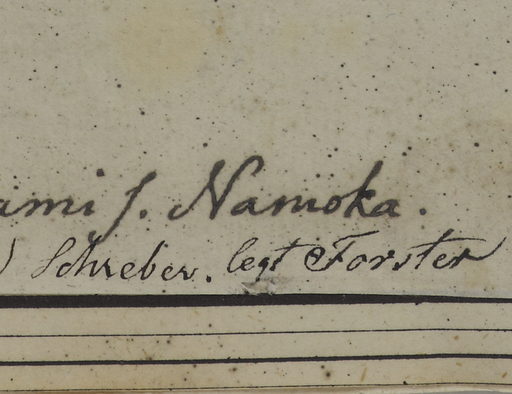 ami f. Namoka.
) Schreber. legt Forster